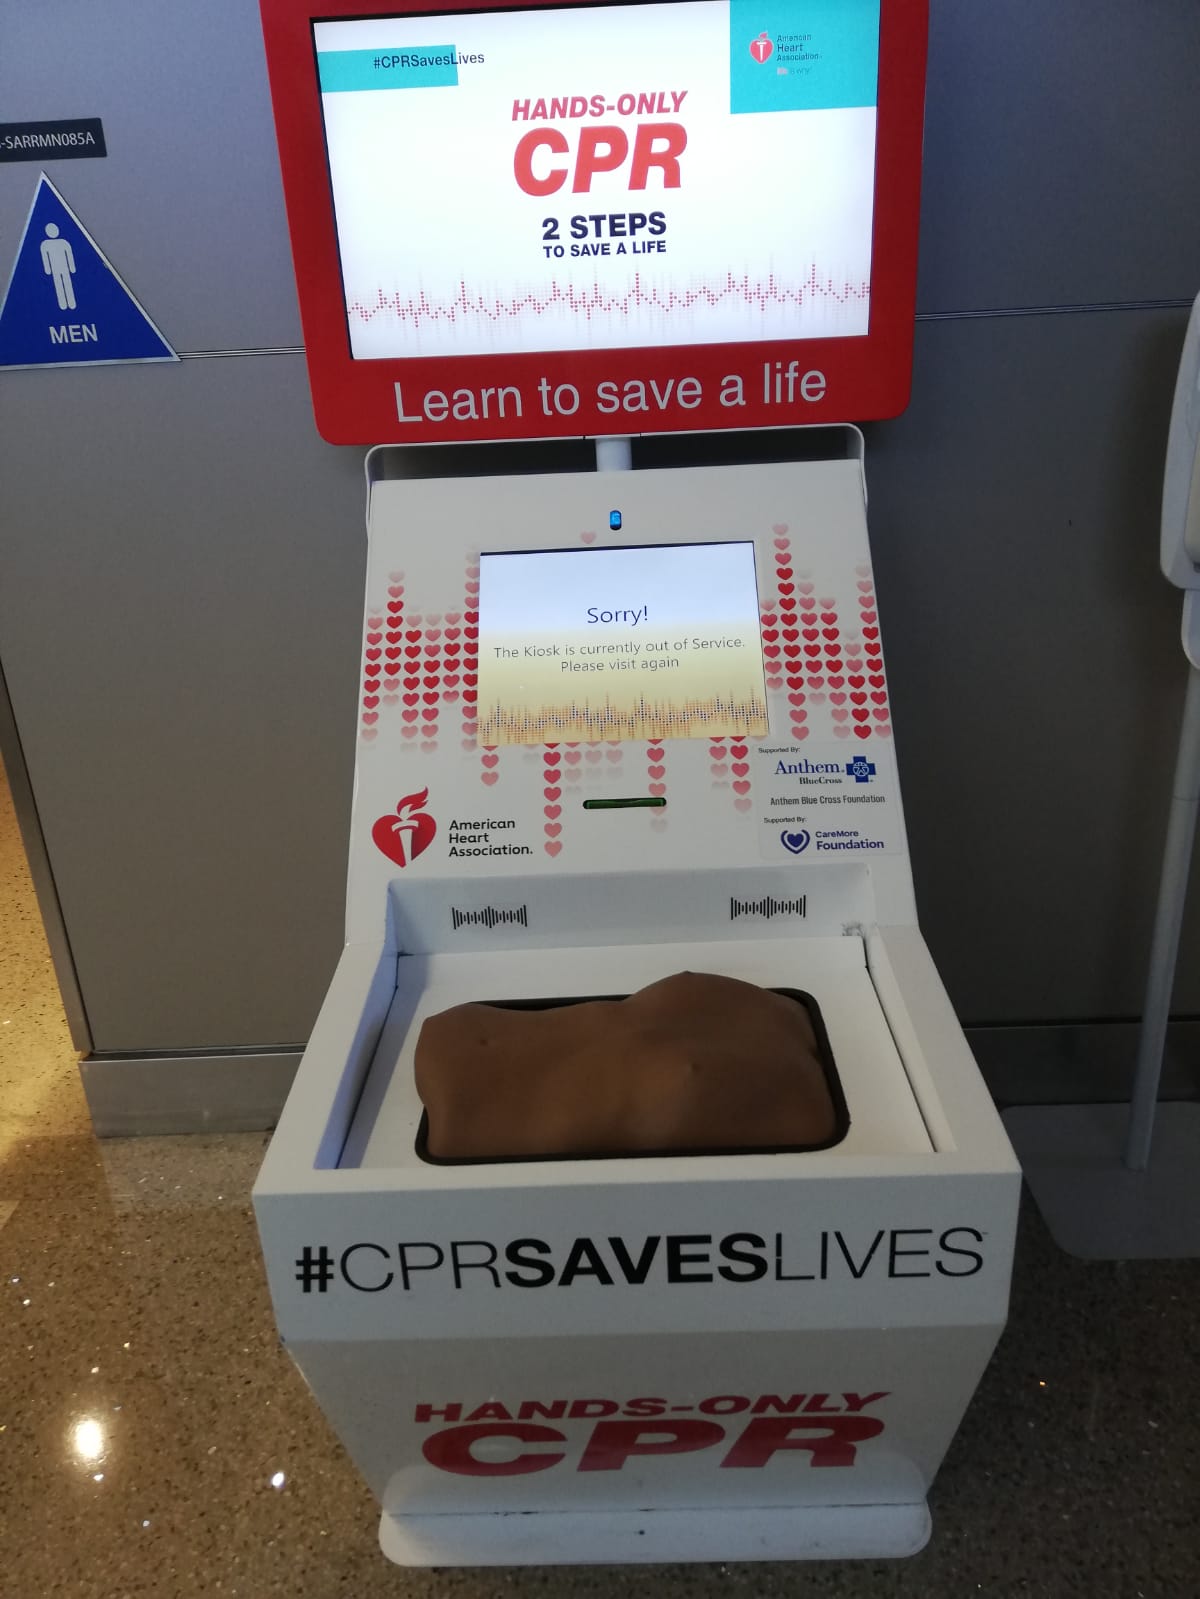 #CPRSavesLives
American
Heart
Association.
HANDS-ONLY
CPR
2 STEPS
TO SAVE A LIFE
-SARRMN085A
MEN
Learn to save a life
Sorry!
The Kiosk is currently out of Service.
Please visit again
Supported By:
Anthem.
BlueCross
Anthem Blue Cross Foundation
Supported By:
CareMore
Foundation
American
Heart
Association.
#CPRSAVESLIVES
HANDS-ONLY
CPR